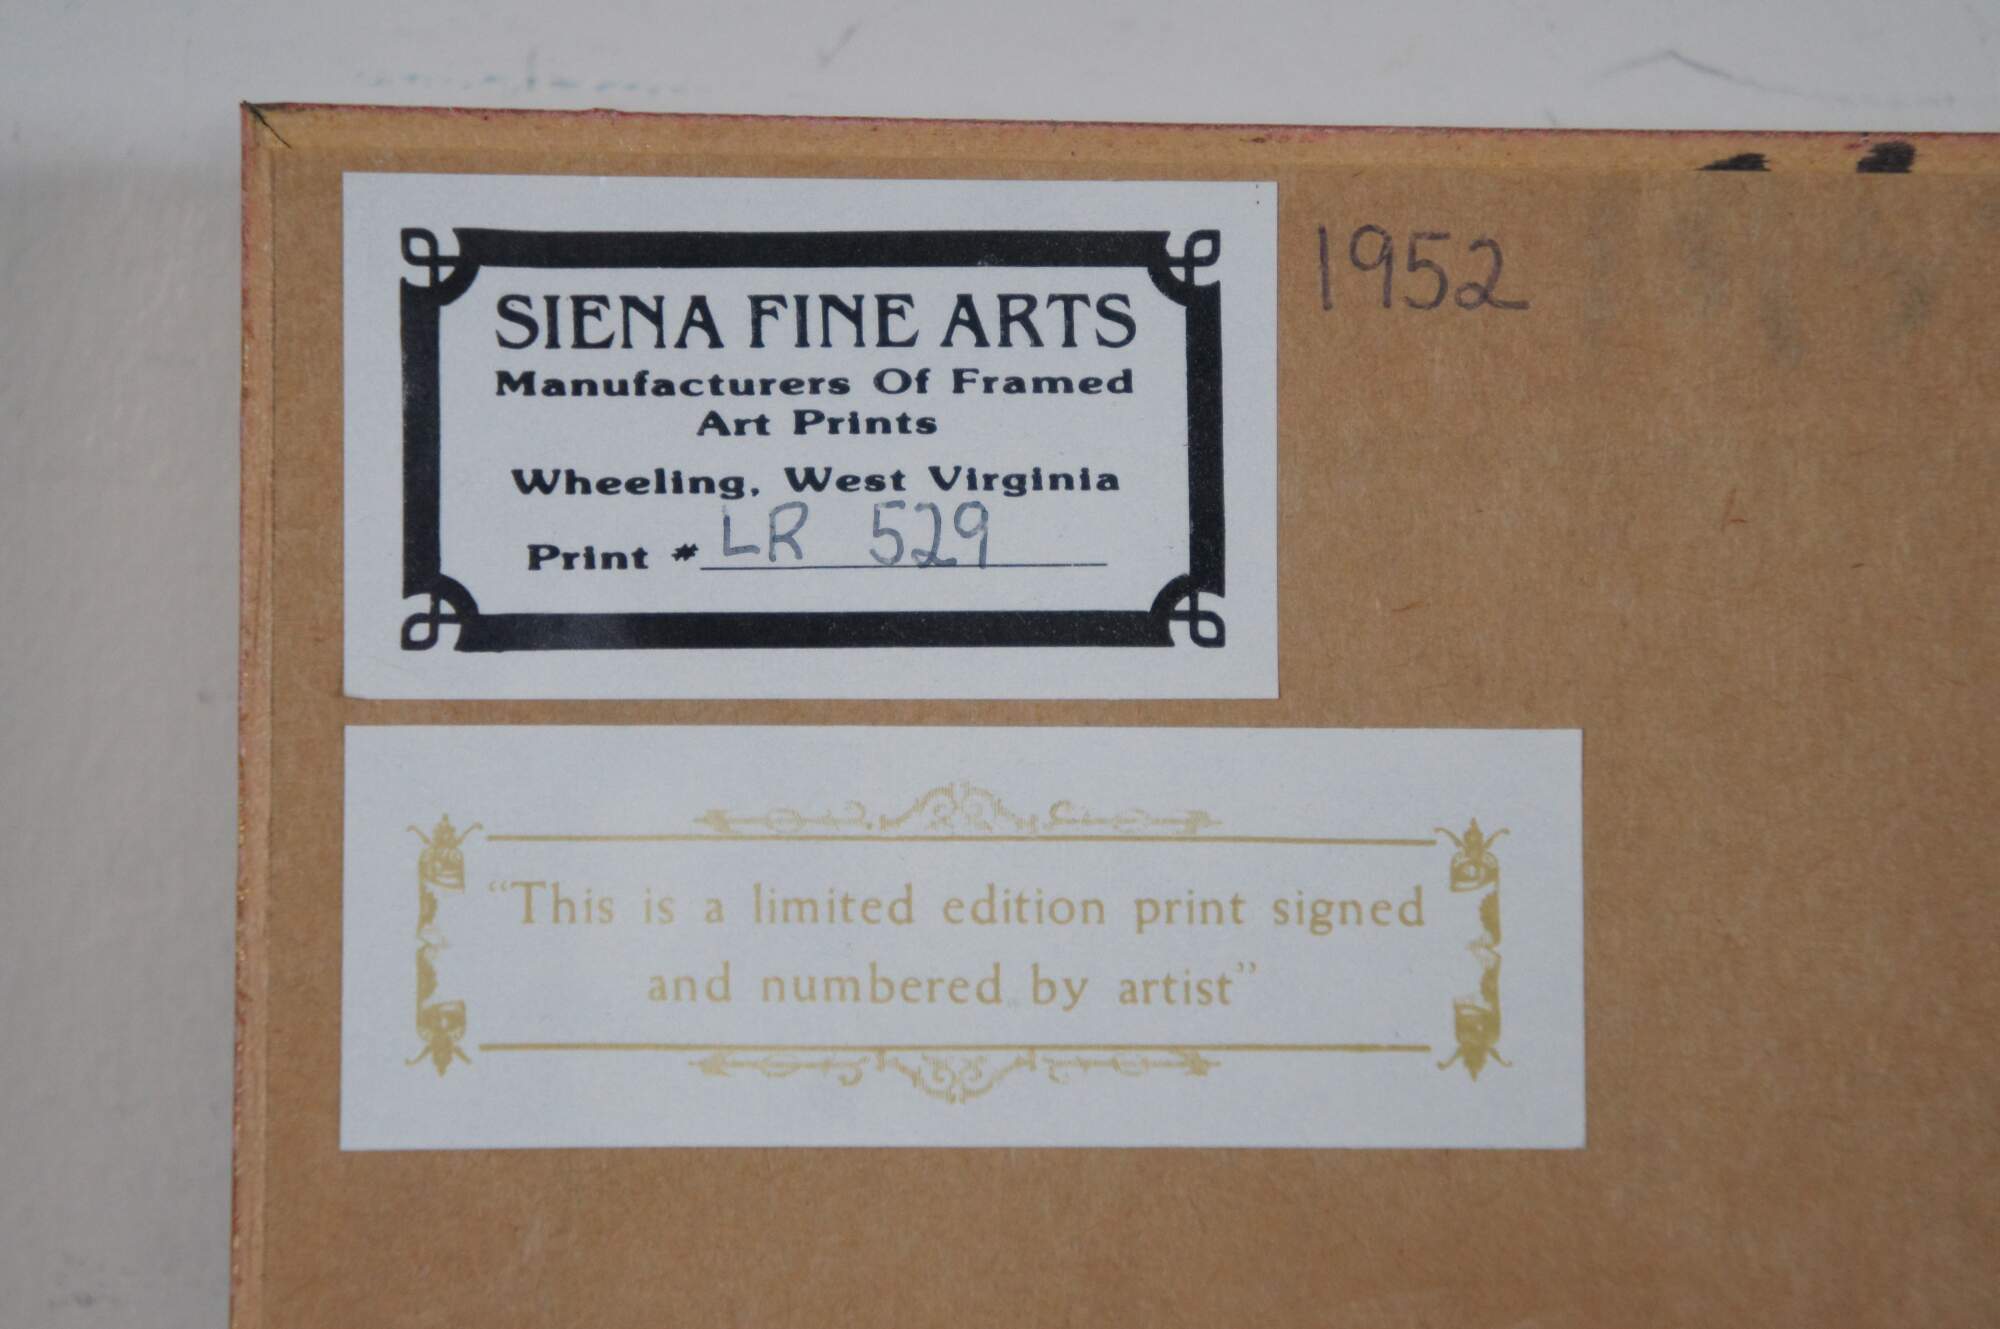 SIENA FINE ARTS
Manufacturers Of Framed
Art Prints
Wheeling, West Virginia
Print # LR 529
1952
"This is a limited edition print signed
and numbered by artist"